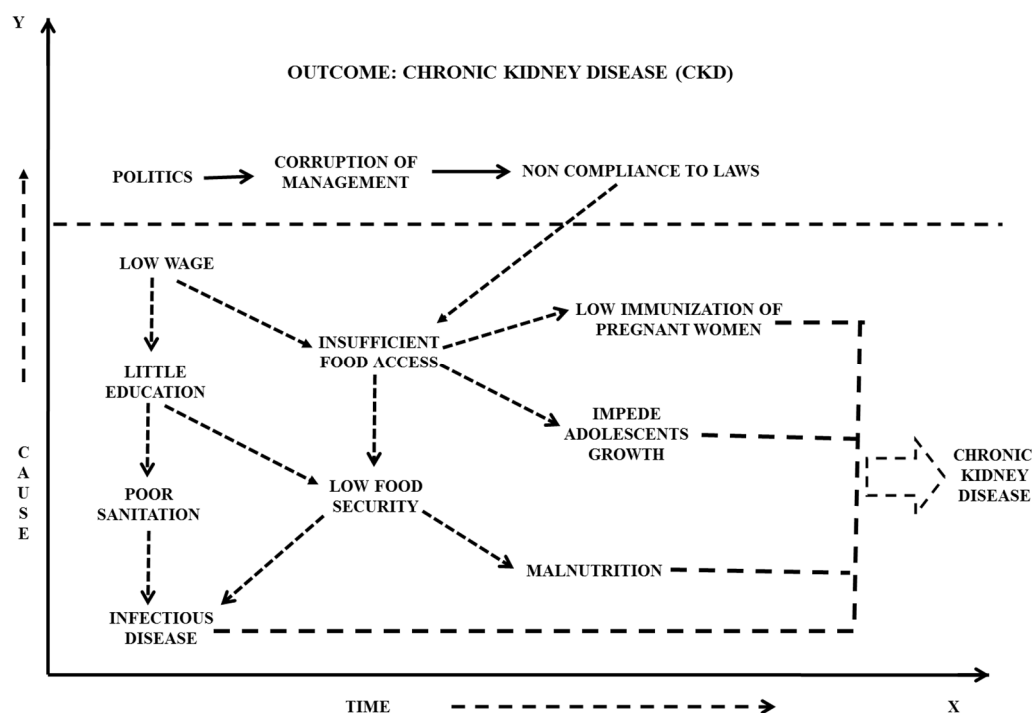 Y
OUTCOME: CHRONIC KIDNEY DISEASE (CKD)
POLITICS
CORRUPTION OF
MANAGEMENT
NON COMPLIANCE TO LAWS
LOW WAGE
INSUFFICIENT
FOOD ACCESS
LOW IMMUNIZATION OF
PREGNANT WOMEN
LITTLE
EDUCATION
IMPEDE
ADOLESCENTS
GROWTH
POOR
SANITATION
LOW FOOD
SECURITY
CHRONIC
KIDNEY
DISEASE
MALNUTRITION
INFECTIOUS
DISEASE
C
A
U
S
E
TIME
X